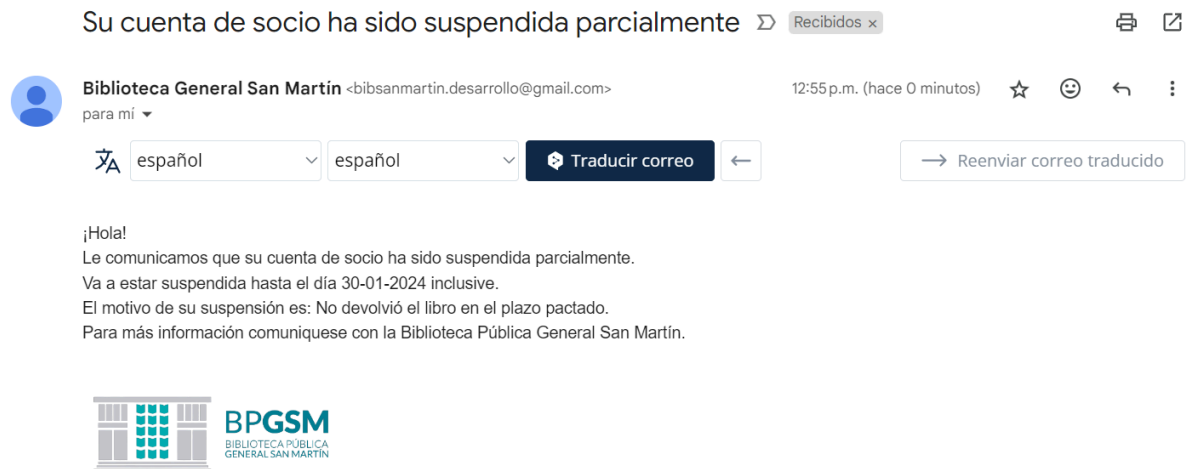 Su cuenta de socio ha sido suspendida parcialmente Recibidos ×
Biblioteca General San Martín <bibsanmartin.desarrollo@gmail.com> 12:55 p.m. (hace 0 minutos)
para mí
español español Traducir correo Reenviar correo traducido
¡Hola!
Le comunicamos que su cuenta de socio ha sido suspendida parcialmente.
Va a estar suspendida hasta el día 30-01-2024 inclusive.
El motivo de su suspensión es: No devolvió el libro en el plazo pactado.
Para más información comuniquese con la Biblioteca Pública General San Martín.
BPGSM
BIBLIOTECA PÚBLICA
GENERAL SAN MARTÍN